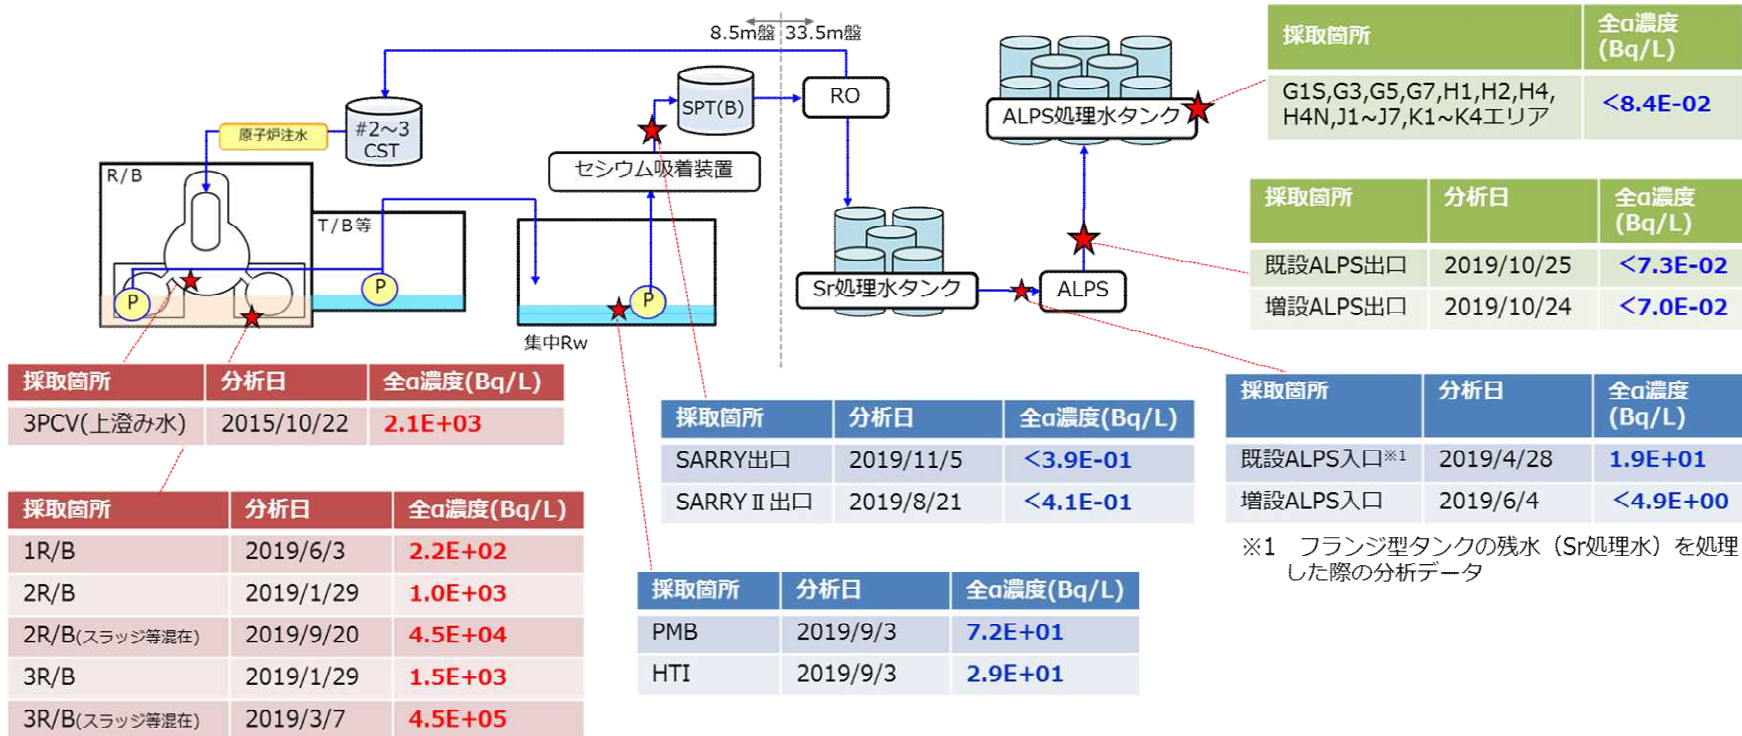 8.5m盤 33.5m盤
SPT(B)
RO
#2～3
CST
原子炉注水
セシウム吸着装置
R/B
T/B等
P
P
P
集中Rw
Sr処理水タンク
ALPS
ALPS処理水タンク
採取箇所 全α濃度
(Bq/L)
G1S,G3,G5,G7,H1,H2,H4,
H4N,J1~J7,K1~K4エリア
<8.4E-02
採取箇所 分析日 全α濃度
(Bq/L)
既設ALPS出口 2019/10/25 <7.3E-02
増設ALPS出口 2019/10/24 <7.0E-02
採取箇所 分析日 全α濃度(Bq/L)
3PCV(上澄み水) 2015/10/22 2.1E+03
採取箇所 分析日 全α濃度(Bq/L)
1R/B 2019/6/3 2.2E+02
2R/B 2019/1/29 1.0E+03
2R/B(スラッジ等混在) 2019/9/20 4.5E+04
3R/B 2019/1/29 1.5E+03
3R/B(スラッジ等混在) 2019/3/7 4.5E+05
採取箇所 分析日 全α濃度(Bq/L)
SARRY出口 2019/11/5 <3.9E-01
SARRYⅡ出口 2019/8/21 <4.1E-01
採取箇所 分析日 全α濃度(Bq/L)
PMB 2019/9/3 7.2E+01
HTI 2019/9/3 2.9E+01
採取箇所 分析日 全α濃度
(Bq/L)
既設ALPS入口※1 2019/4/28 1.9E+01
増設ALPS入口 2019/6/4 <4.9E+00
※1 フランジ型タンクの残水（Sr処理水）を処理
した際の分析データ